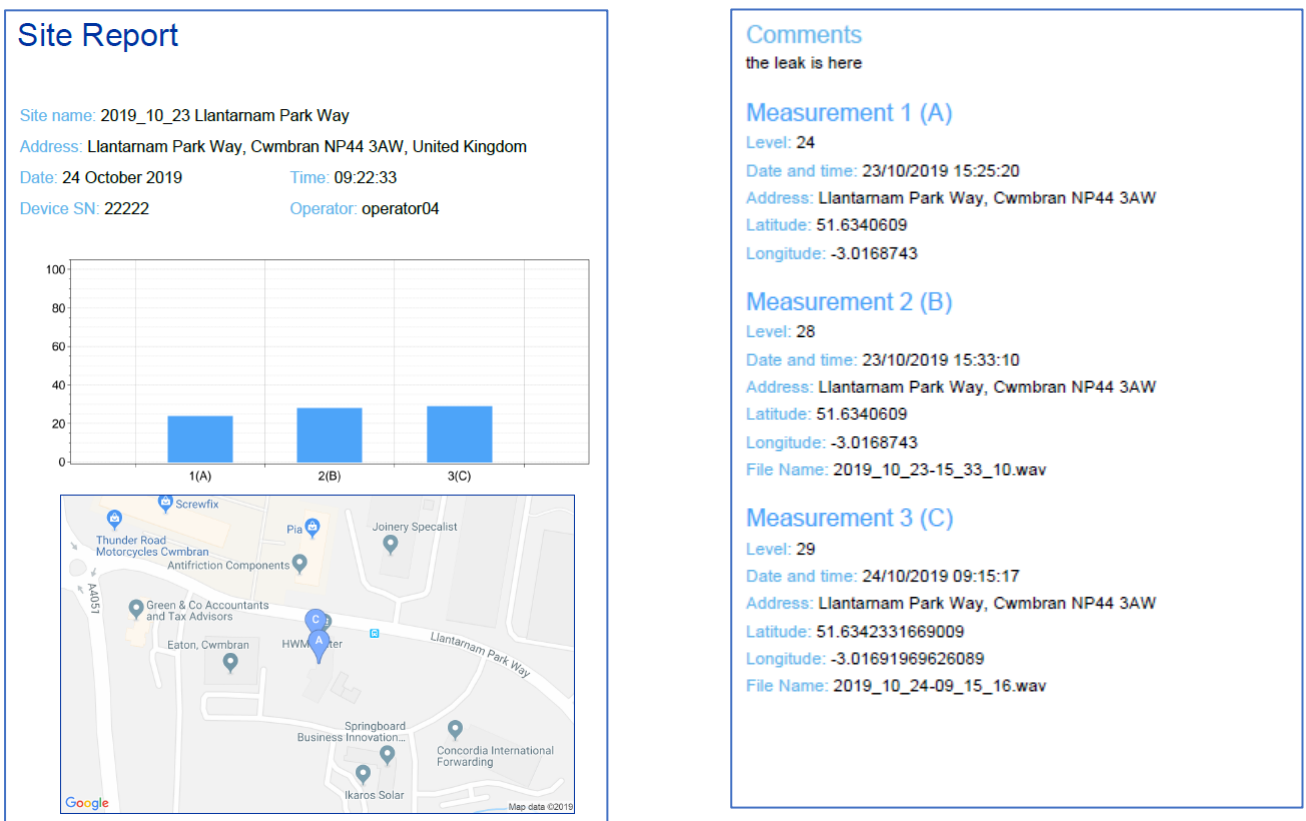 Site Report
Site name: 2019_10_23 Llantarnam Park Way
Address: Llantarnam Park Way, Cwmbran NP44 3AW, United Kingdom
Date: 24 October 2019 Time: 09:22:33
Device SN: 22222 Operator: operator04
100
80
60
40
20
0
1(A) 2(B) 3(C)
Screwfix
Thunder Road
Motorcycles Cwmbran
Pia
Joinery Specalist
Antifriction Components
A4051
Green & Co Accountants
and Tax Advisors
C
Eaton, Cwmbran
A
Llantarnam Park Way
Springboard
Business Innovation...
Concordia International
Forwarding
Ikaros Solar
Google
Map data ©2019
Comments
the leak is here
Measurement 1 (A)
Level: 24
Date and time: 23/10/2019 15:25:20
Address: Llantarnam Park Way, Cwmbran NP44 3AW
Latitude: 51.6340609
Longitude: -3.0168743
Measurement 2 (B)
Level: 28
Date and time: 23/10/2019 15:33:10
Address: Llantarnam Park Way, Cwmbran NP44 3AW
Latitude: 51.6340609
Longitude: -3.0168743
File Name: 2019_10_23-15_33_10.wav
Measurement 3 (C)
Level: 29
Date and time: 24/10/2019 09:15:17
Address: Llantarnam Park Way, Cwmbran NP44 3AW
Latitude: 51.6342331669009
Longitude: -3.01691969626089
File Name: 2019_10_24-09_15_16.wav